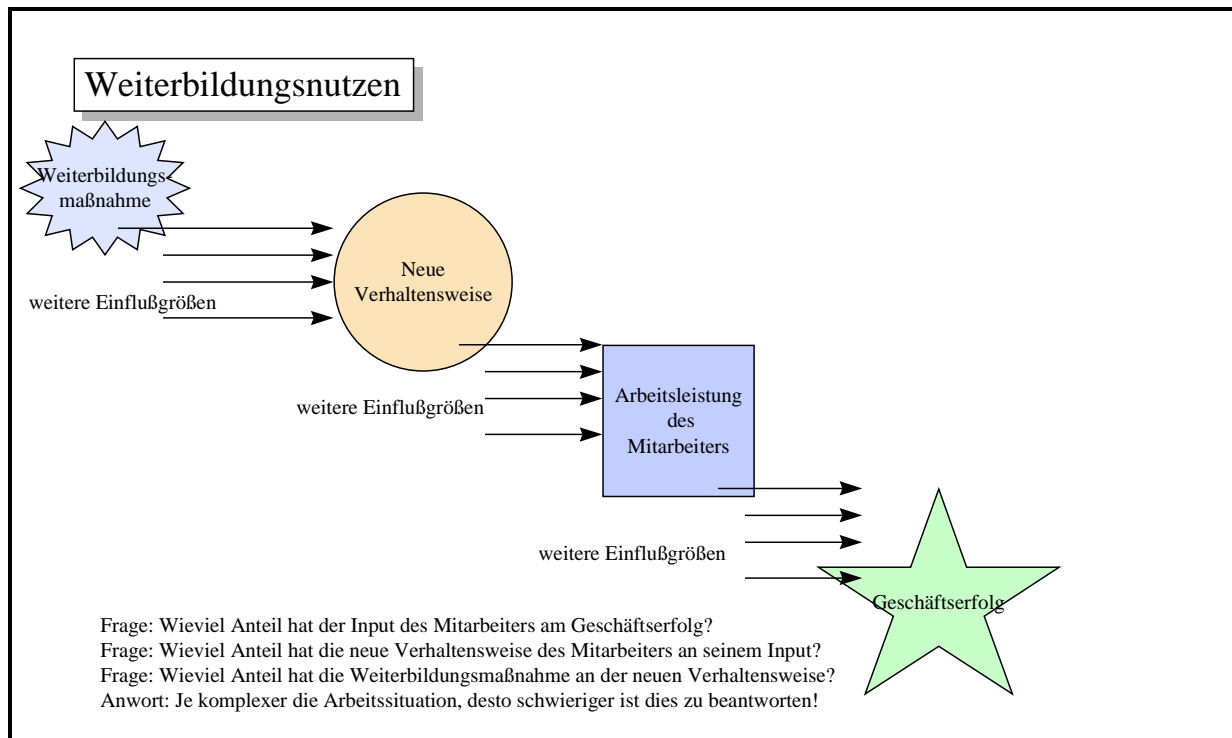 Weiterbildungsnutzen
Weiterbildungs-
maßnahme
weitere Einflußgrößen
Neue
Verhaltensweise
weitere Einflußgrößen
Arbeitsleistung
des
Mitarbeiters
weitere Einflußgrößen
Geschäftserfolg
Frage: Wieviel Anteil hat der Input des Mitarbeiters am Geschäftserfolg?
Frage: Wieviel Anteil hat die neue Verhaltensweise des Mitarbeiters an seinem Input?
Frage: Wieviel Anteil hat die Weiterbildungsmaßnahme an der neuen Verhaltensweise?
Anwort: Je komplexer die Arbeitssituation, desto schwieriger ist dies zu beantworten!